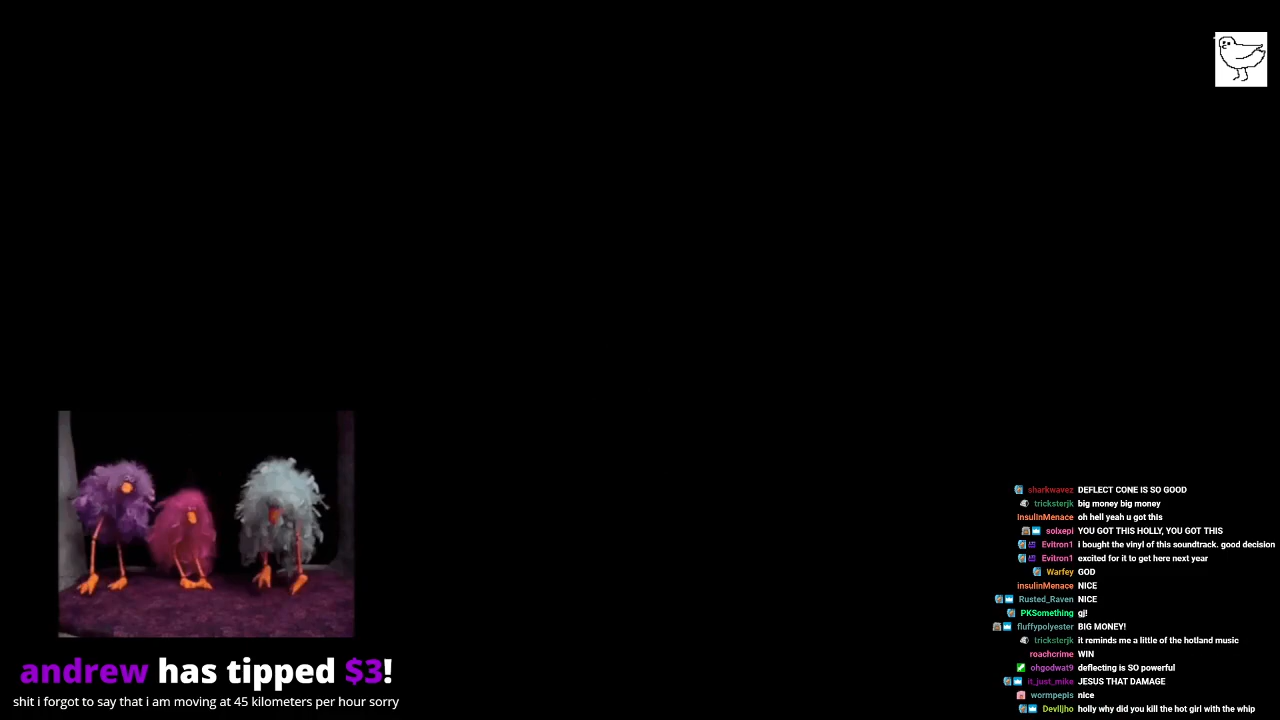 sharkwavez DEFLECT CONE IS SO GOOD
tricksterjk big money big money
insulinMenace oh hell yeah u got this
solxepi YOU GOT THIS HOLLY, YOU GOT THIS
Evitron1 i bought the vinyl of this soundtrack. good decision
Evitron1 excited for it to get here next year
Warfey GOD
insulinMenace NICE
Rusted_Raven NICE
PKSomething gj!
fluffypolyester BIG MONEY!
tricksterjk it reminds me a little of the hotland music
roachcrime WIN
ohgodwat9 deflecting is SO powerful
it_just_mike JESUS THAT DAMAGE
wormpepis nice
Devlljho holly why did you kill the hot girl with the whip
andrew has tipped $3!
shit i forgot to say that i am moving at 45 kilometers per hour sorry